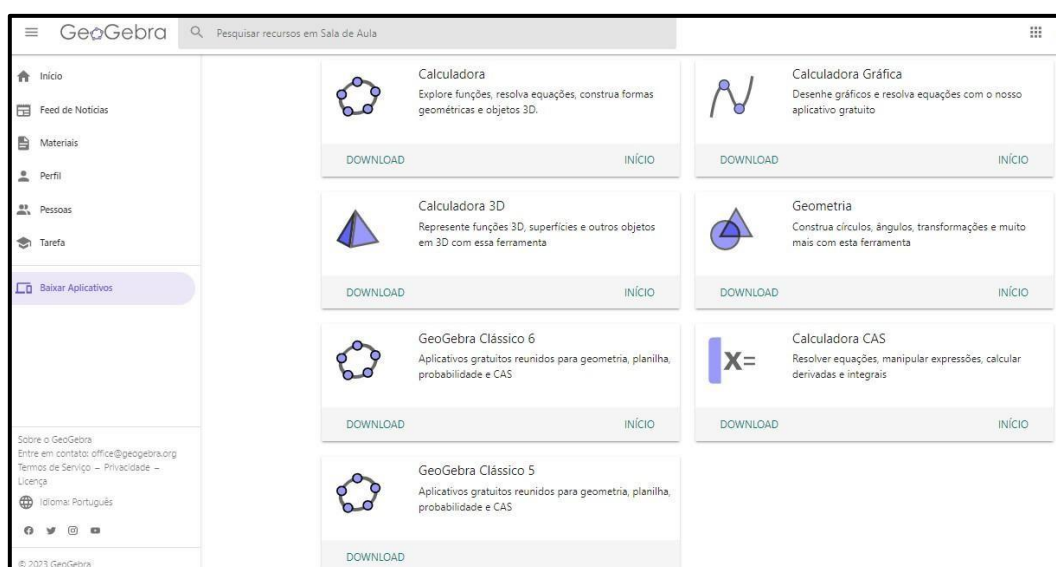 GeoGebra
Pesquisar recursos em Sala de Aula
Início
Feed de Notícias
Materiais
Perfil
Pessoas
Tarefa
Baixar Aplicativos
Sobre o GeoGebra
Entre em contato: office@geogebra.org
Termos de Serviço – Privacidade –
Licença
Idioma: Português
© 2023 GeoGebra
Calculadora
Explore funções, resolva equações, construa formas
geométricas e objetos 3D.
DOWNLOAD INÍCIO
Calculadora Gráfica
Desenhe gráficos e resolva equações com o nosso
aplicativo gratuito
DOWNLOAD INÍCIO
Calculadora 3D
Represente funções 3D, superfícies e outros objetos
em 3D com essa ferramenta
DOWNLOAD INÍCIO
Geometria
Construa círculos, ângulos, transformações e muito
mais com esta ferramenta
DOWNLOAD INÍCIO
GeoGebra Clássico 6
Aplicativos gratuitos reunidos para geometria, planilha,
probabilidade e CAS
DOWNLOAD INÍCIO
X=
Calculadora CAS
Resolver equações, manipular expressões, calcular
derivadas e integrais
DOWNLOAD INÍCIO
GeoGebra Clássico 5
Aplicativos gratuitos reunidos para geometria, planilha,
probabilidade e CAS
DOWNLOAD